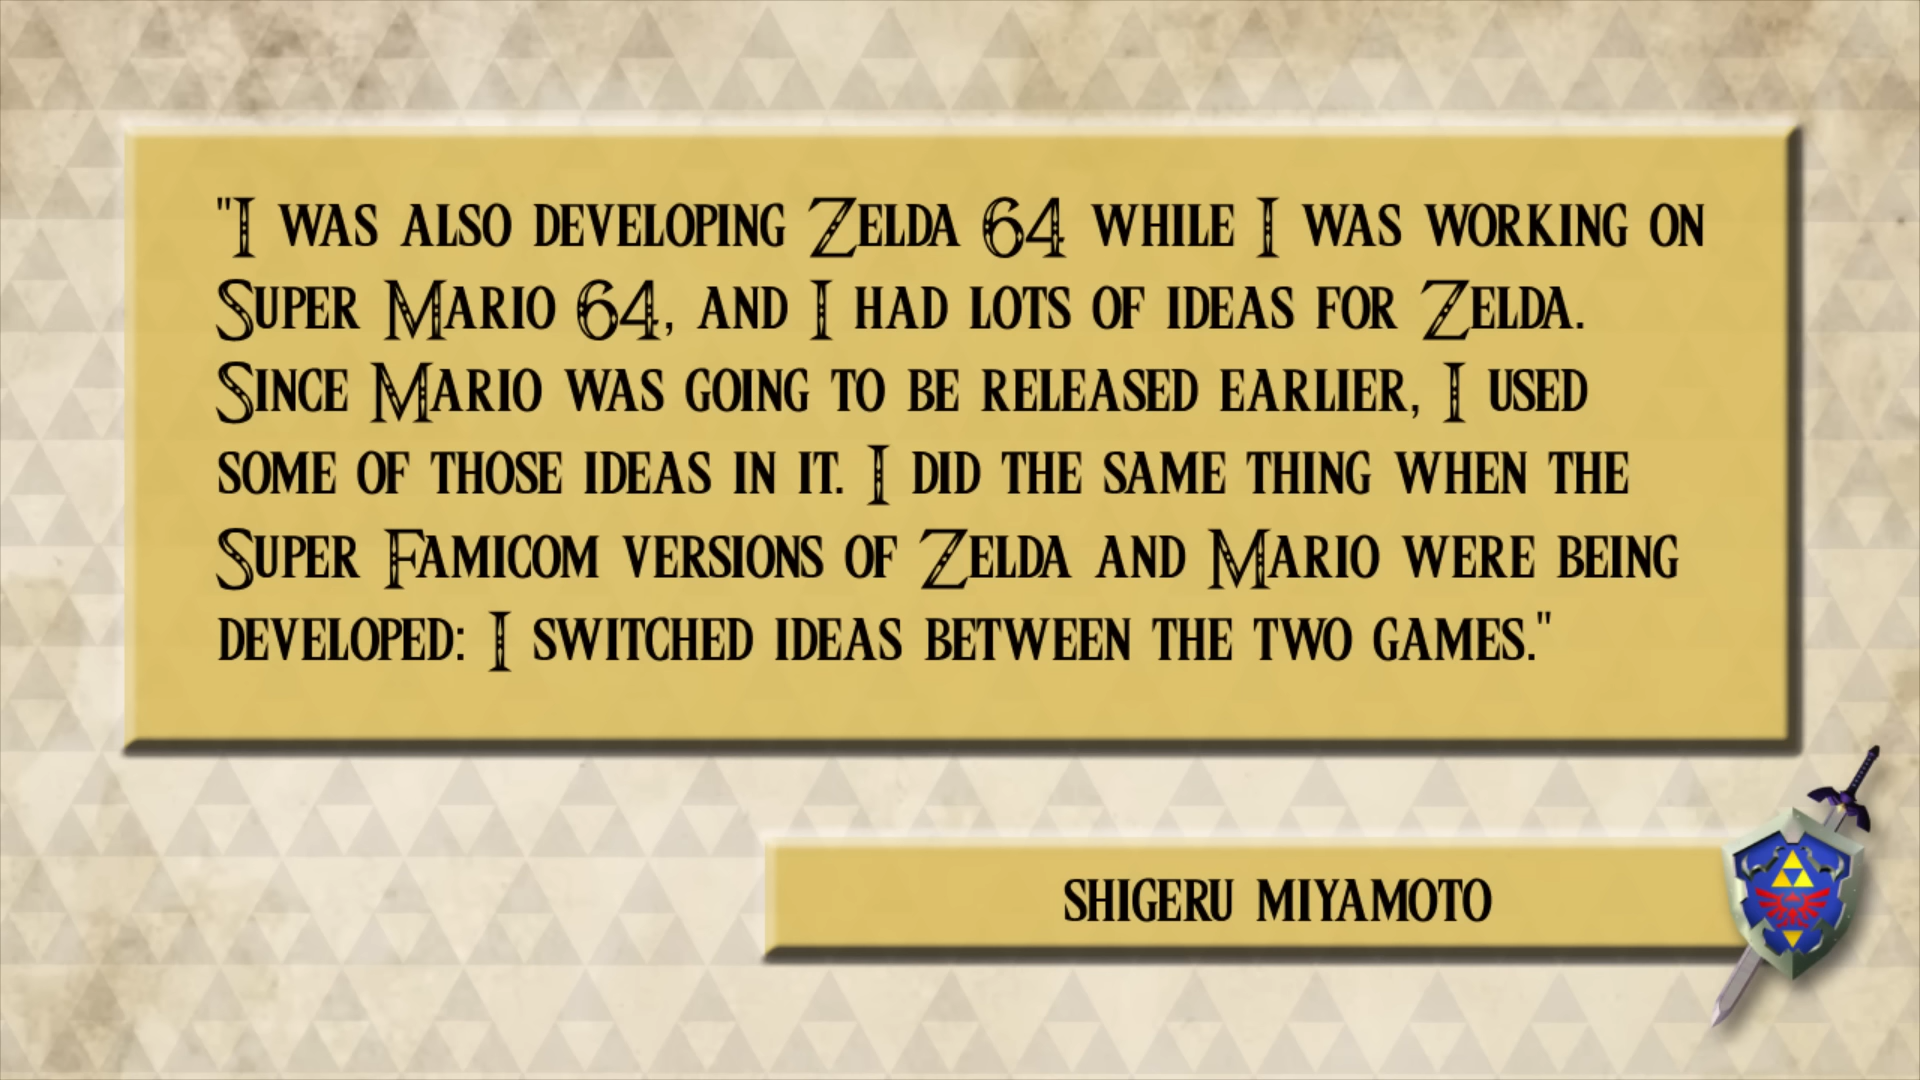 "I was also developing Zelda 64 while I was working on
Super Mario 64, and I had lots of ideas for Zelda.
Since Mario was going to be released earlier, I used
some of those ideas in it. I did the same thing when the
Super Famicom versions of Zelda and Mario were being
developed: I switched ideas between the two games."
SHIGERU MIYAMOTO